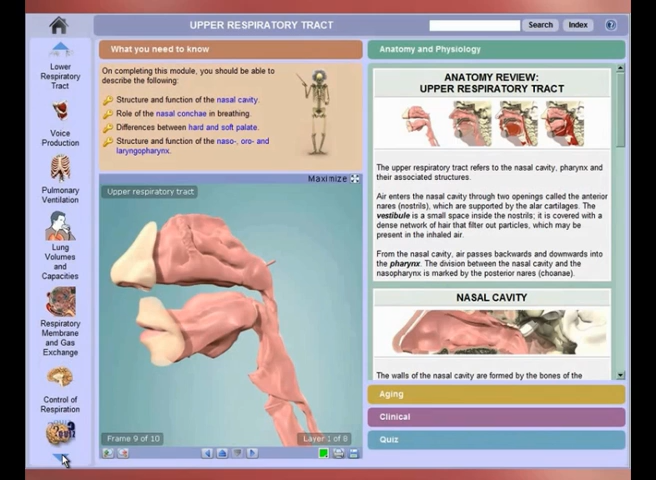 UPPER RESPIRATORY TRACT
Search
Index
Lower
Respiratory
Tract
Voice
Production
Pulmonary
Ventilation
Lung
Volumes
and
Capacities
Respiratory
Membrane
and Gas
Exchange
Control of
Respiration
QUIZ
What you need to know
On completing this module, you should be able to
describe the following:
Structure and function of the nasal cavity.
Role of the nasal conchae in breathing.
Differences between hard and soft palate.
Structure and function of the naso-, oro- and
laryngopharynx.
Maximize
Upper respiratory tract
Frame 9 of 10
Layer 1 of 8
Anatomy and Physiology
ANATOMY REVIEW:
UPPER RESPIRATORY TRACT
The upper respiratory tract refers to the nasal cavity, pharynx and
their associated structures.
Air enters the nasal cavity through two openings called the anterior
nares (nostrils), which are supported by the alar cartilages. The
vestibule is a small space inside the nostrils; it is covered with a
dense network of hair that filter out particles, which may be
present in the inhaled air.
From the nasal cavity, air passes backwards and downwards into
the pharynx. The division between the nasal cavity and the
nasopharynx is marked by the posterior nares (choanae).
NASAL CAVITY
The walls of the nasal cavity are formed by the bones of the
Aging
Clinical
Quiz